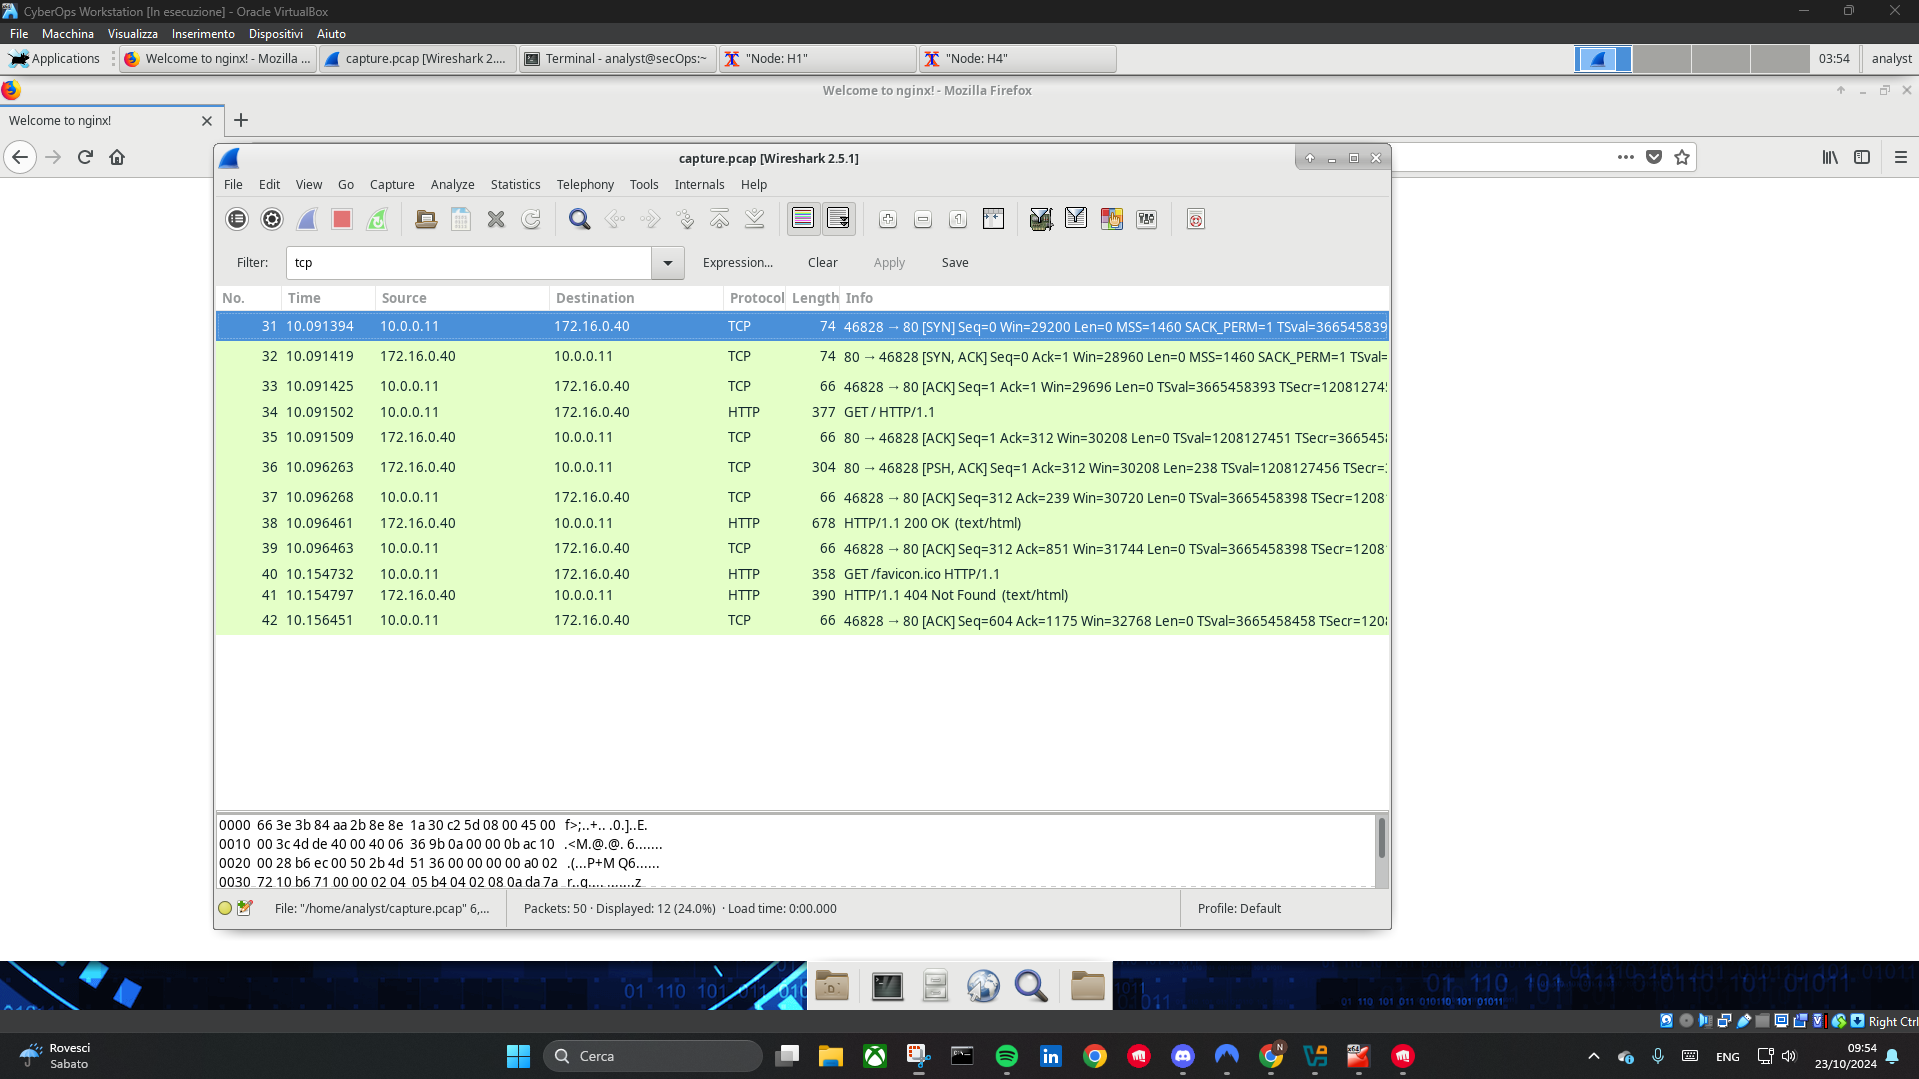 CyberOps Workstation [In esecuzione] - Oracle VirtualBox
File Macchina Visualizza Inserimento Dispositivi Aiuto
Applications Welcome to nginx! - Mozilla ... capture.pcap [Wireshark 2.... Terminal - analyst@secOps:~ "Node: H1" "Node: H4" 03:54 analyst
Welcome to nginx! - Mozilla Firefox
Welcome to nginx!
capture.pcap [Wireshark 2.5.1]
File Edit View Go Capture Analyze Statistics Telephony Tools Internals Help
Filter: tcp Expression... Clear Apply Save
No. Time Source Destination Protocol Length Info
31 10.091394 10.0.0.11 172.16.0.40 TCP 74 46828 → 80 [SYN] Seq=0 Win=29200 Len=0 MSS=1460 SACK_PERM=1 TSval=366545839
32 10.091419 172.16.0.40 10.0.0.11 TCP 74 80 → 46828 [SYN, ACK] Seq=0 Ack=1 Win=28960 Len=0 MSS=1460 SACK_PERM=1 TSval=
33 10.091425 10.0.0.11 172.16.0.40 TCP 66 46828 → 80 [ACK] Seq=1 Ack=1 Win=29696 Len=0 TSval=3665458393 TSecr=120812745
34 10.091502 10.0.0.11 172.16.0.40 HTTP 377 GET / HTTP/1.1
35 10.091509 172.16.0.40 10.0.0.11 TCP 66 80 → 46828 [ACK] Seq=1 Ack=312 Win=30208 Len=0 TSval=1208127451 TSecr=366545
36 10.096263 172.16.0.40 10.0.0.11 TCP 304 80 → 46828 [PSH, ACK] Seq=1 Ack=312 Win=30208 Len=238 TSval=1208127456 TSecr=
37 10.096268 10.0.0.11 172.16.0.40 TCP 66 46828 → 80 [ACK] Seq=312 Ack=239 Win=30720 Len=0 TSval=3665458398 TSecr=1208
38 10.096461 172.16.0.40 10.0.0.11 HTTP 678 HTTP/1.1 200 OK (text/html)
39 10.096463 10.0.0.11 172.16.0.40 TCP 66 46828 → 80 [ACK] Seq=312 Ack=851 Win=31744 Len=0 TSval=3665458398 TSecr=1208
40 10.154732 10.0.0.11 172.16.0.40 HTTP 358 GET /favicon.ico HTTP/1.1
41 10.154797 172.16.0.40 10.0.0.11 HTTP 390 HTTP/1.1 404 Not Found (text/html)
42 10.156451 10.0.0.11 172.16.0.40 TCP 66 46828 → 80 [ACK] Seq=604 Ack=1175 Win=32768 Len=0 TSval=3665458458 TSecr=120
0000 66 3e 3b 84 aa 2b 8e 8e 1a 30 c2 5d 08 00 45 00 f>;..+.. .0.]..E.
0010 00 3c 4d de 40 00 40 06 36 9b 0a 00 00 0b ac 10 .<M.@.@. 6.......
0020 00 28 b6 ec 00 50 2b 4d 51 36 00 00 00 00 a0 02 .(...P+M Q6......
0030 72 10 b6 71 00 00 02 04 05 b4 04 02 08 0a da 7a r..q.... .......z
File: "/home/analyst/capture.pcap" 6,... Packets: 50 · Displayed: 12 (24.0%) · Load time: 0:00.000 Profile: Default
Right Ctrl
Rovesci
Sabato
Cerca
ENG
09:54
23/10/2024